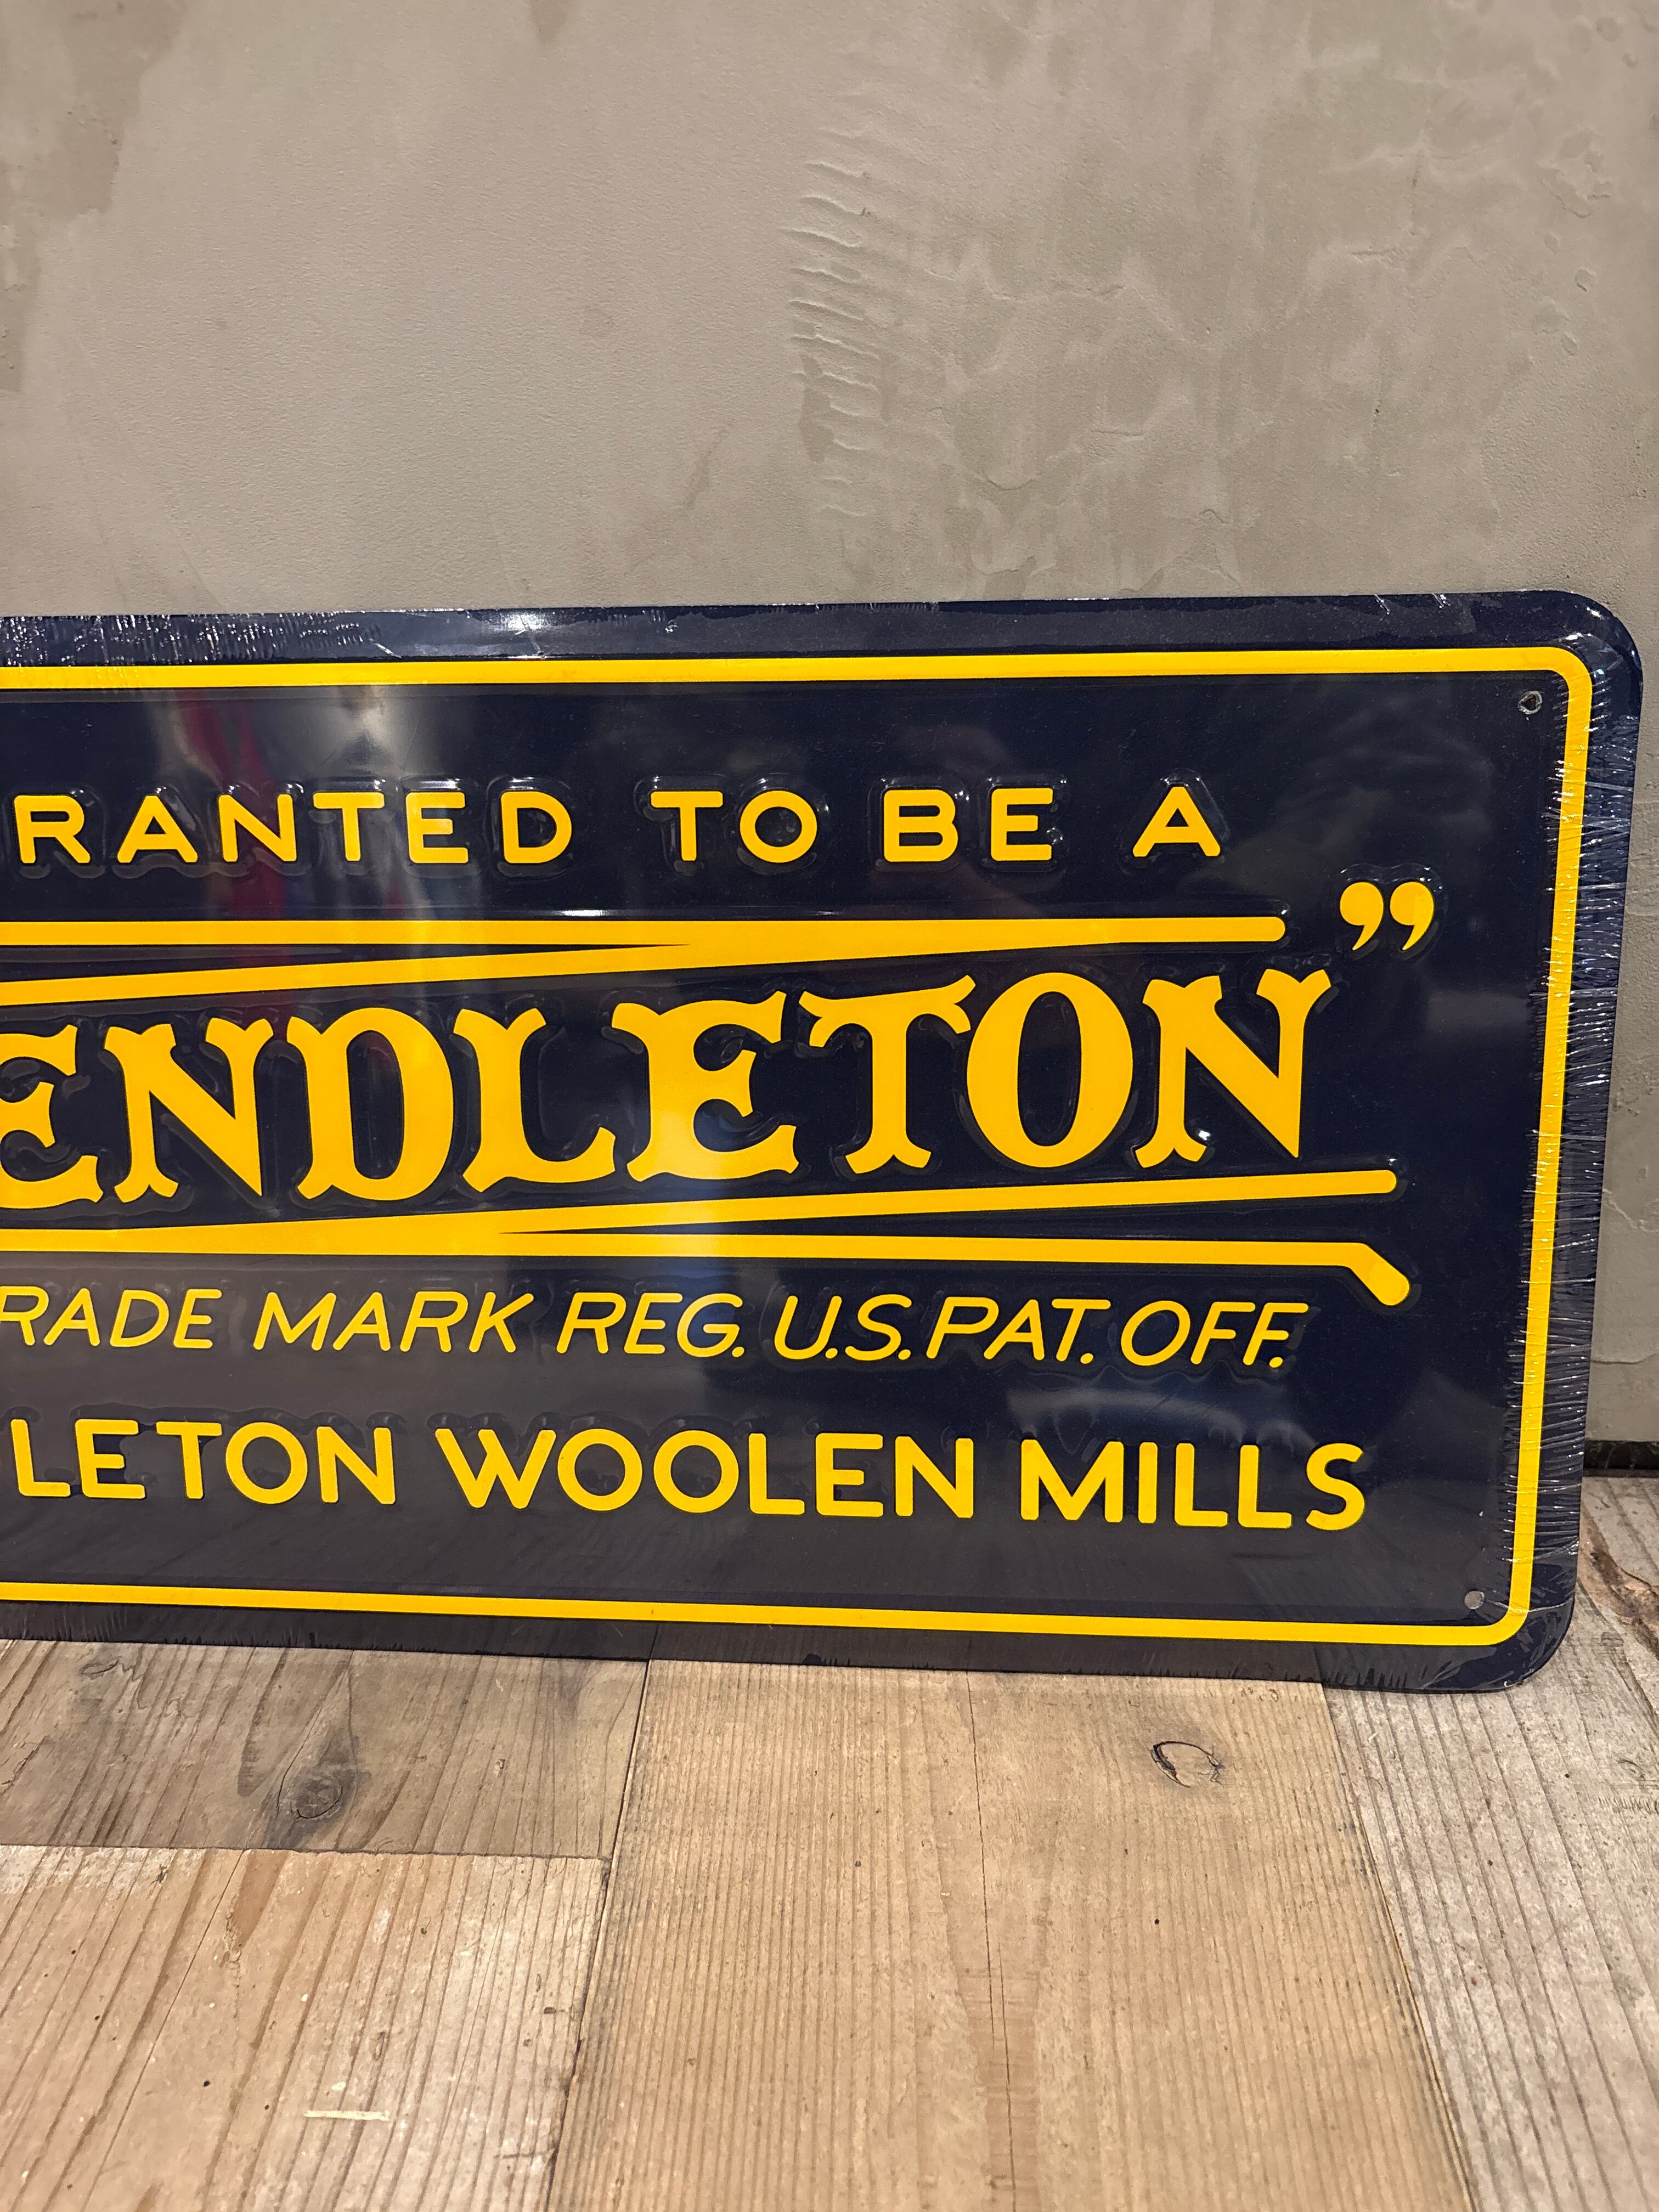 RANTED TO BE A
ENDLETON”
RADE MARK REG. U.S. PAT. OFF.
LETON WOOLEN MILLS